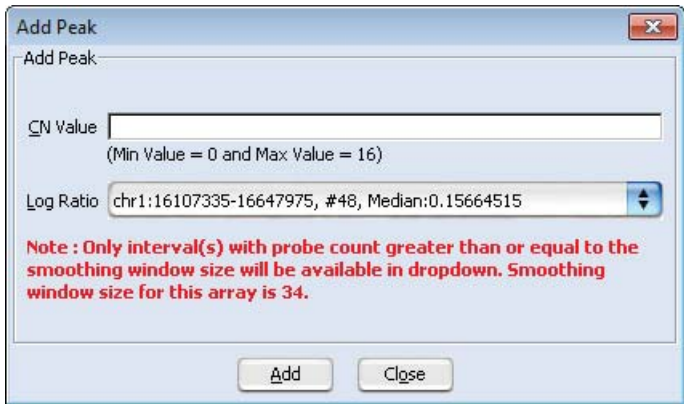 Add Peak
Add Peak
CN Value
(Min Value = 0 and Max Value = 16)
Log Ratio chr1:16107335-16647975, #48, Median:0.15664515
Note : Only interval(s) with probe count greater than or equal to the
smoothing window size will be available in dropdown. Smoothing
window size for this array is 34.
Add Close